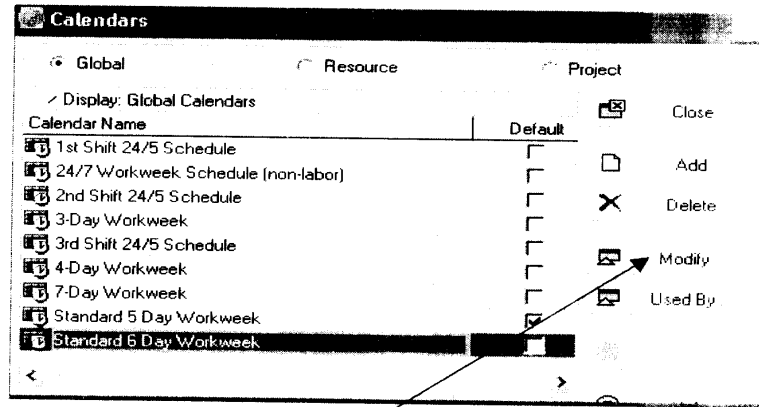 Calendars
Global Resource Project
Display: Global Calendars
Close
Calendar Name Default
1st Shift 24/5 Schedule
24/7 Workweek Schedule (non-labor)
Add
2nd Shift 24/5 Schedule
Delete
3-Day Workweek
3rd Shift 24/5 Schedule
Modify
4-Day Workweek
7-Day Workweek
Used By
Standard 5 Day Workweek
Standard 6 Day Workweek